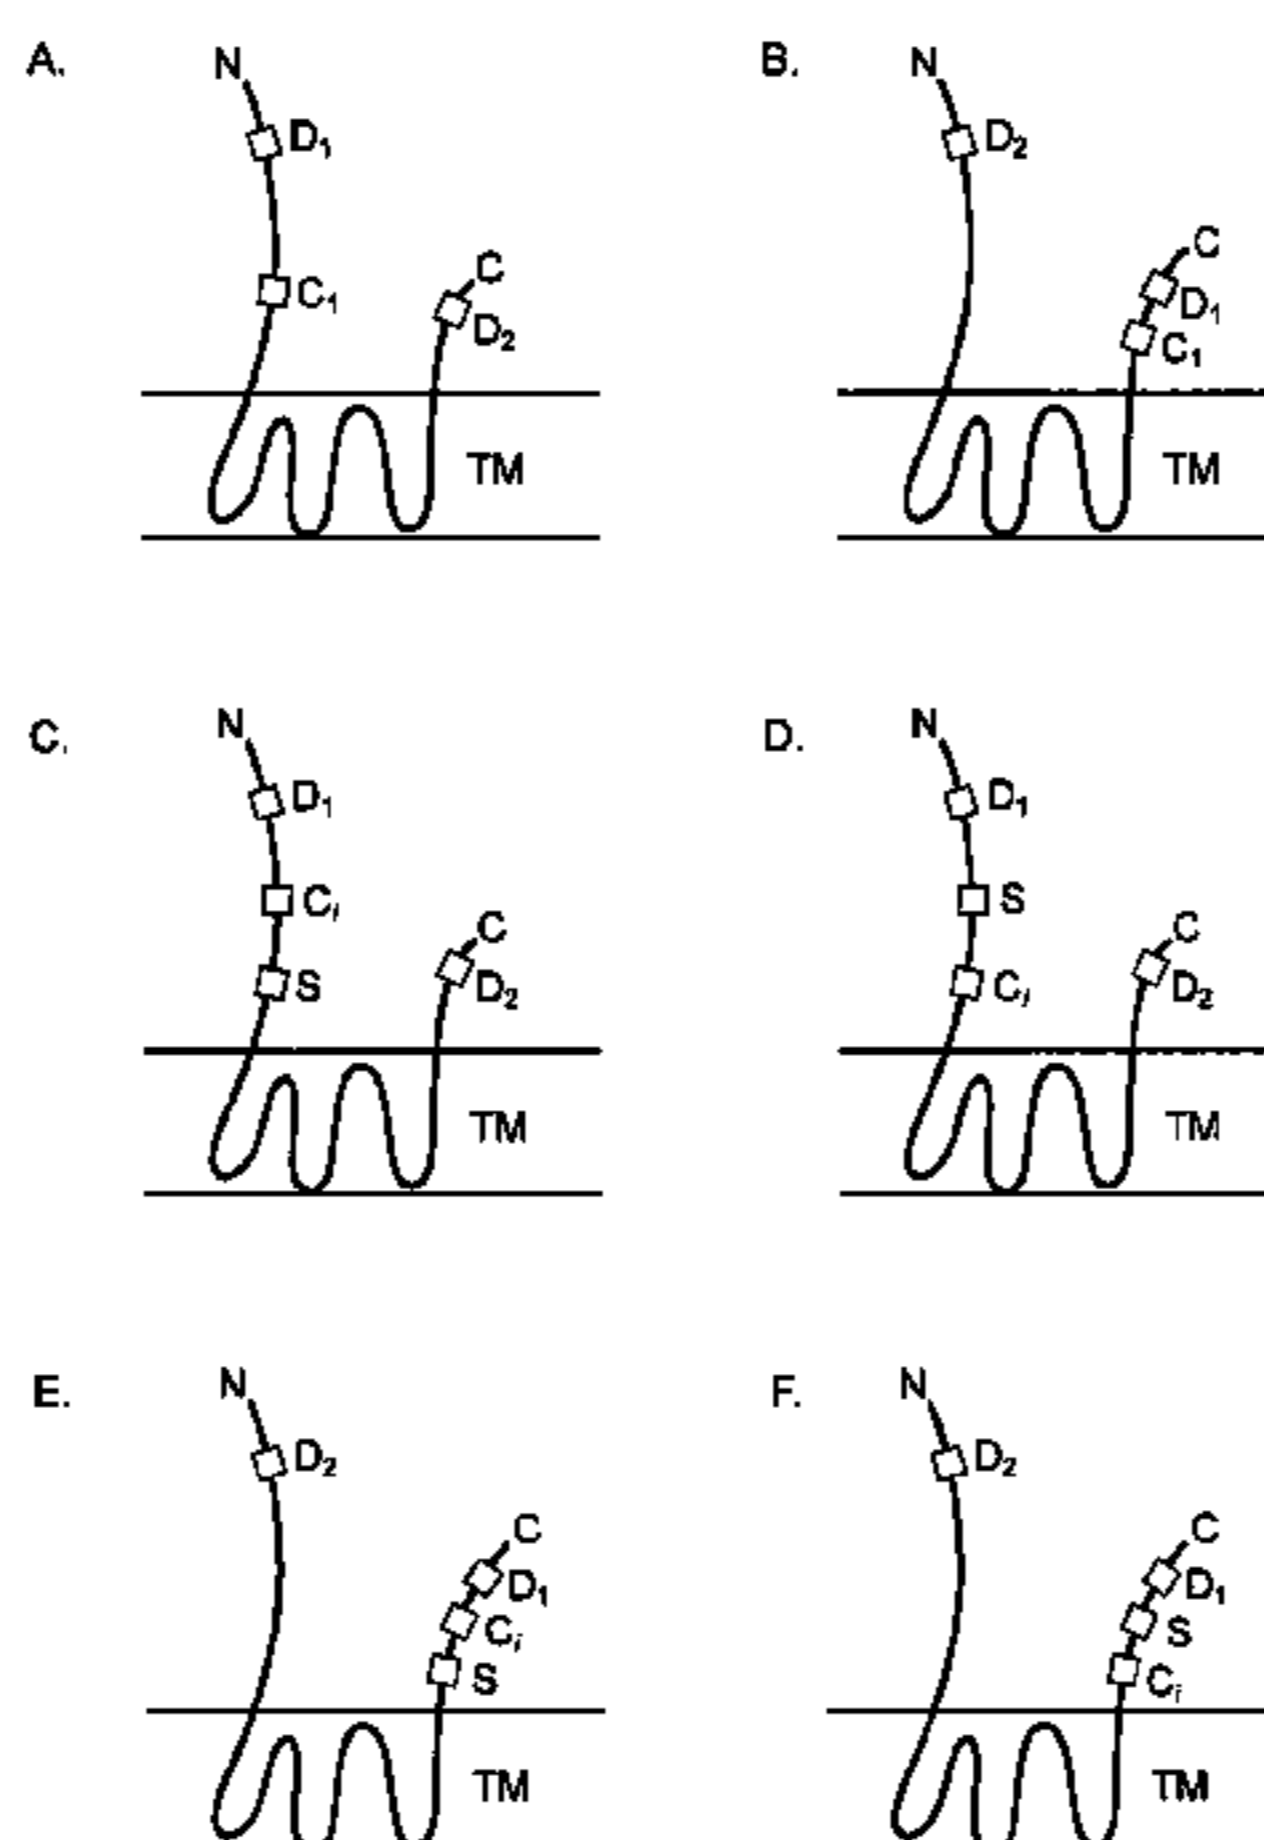 A. B.
N N
D₁ D₂
C₁ C
C D₁
D₂ C₁
TM TM
C. D.
N N
D₁ D₁
Cᵢ S
S Cᵢ
C C
D₂ D₂
TM TM
E. F.
N N
D₂ D₂
C C
D₁ D₁
Cᵢ S
S Cᵢ
TM TM